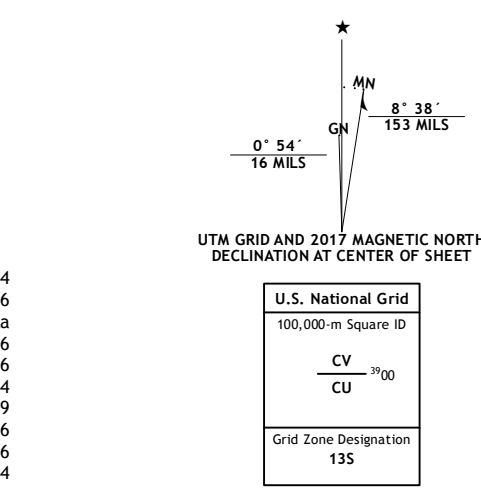 ★
MN
8° 38´
153 MILS
GN
0° 54´
16 MILS
UTM GRID AND 2017 MAGNETIC NORTH
DECLINATION AT CENTER OF SHEET
4
6
a
6
6
4
9
6
6
4
U.S. National Grid
100,000-m Square ID
CV
3900
CU
Grid Zone Designation
13S